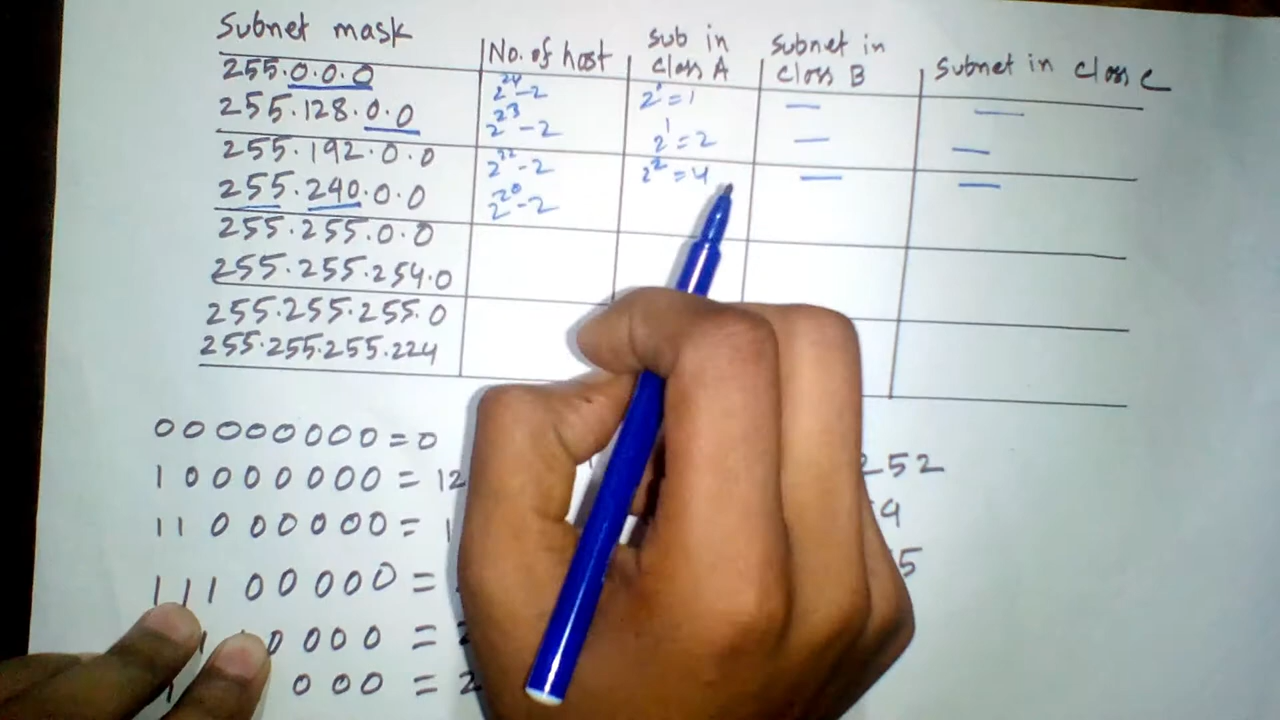 Subnet mask No. of host Sub in class A Subnet in class B Subnet in class C
255.0.0.0 2^24-2 2^0=1 — —
255.128.0.0 2^23-2 2^1=2 — —
255.192.0.0 2^22-2 2^2=4 — —
255.240.0.0 2^20-2
255.255.0.0
255.255.254.0
255.255.255.0
255.255.255.224
00000000=0
10000000=12 252
11000000=1
11100000= 5
0000=2
000=2